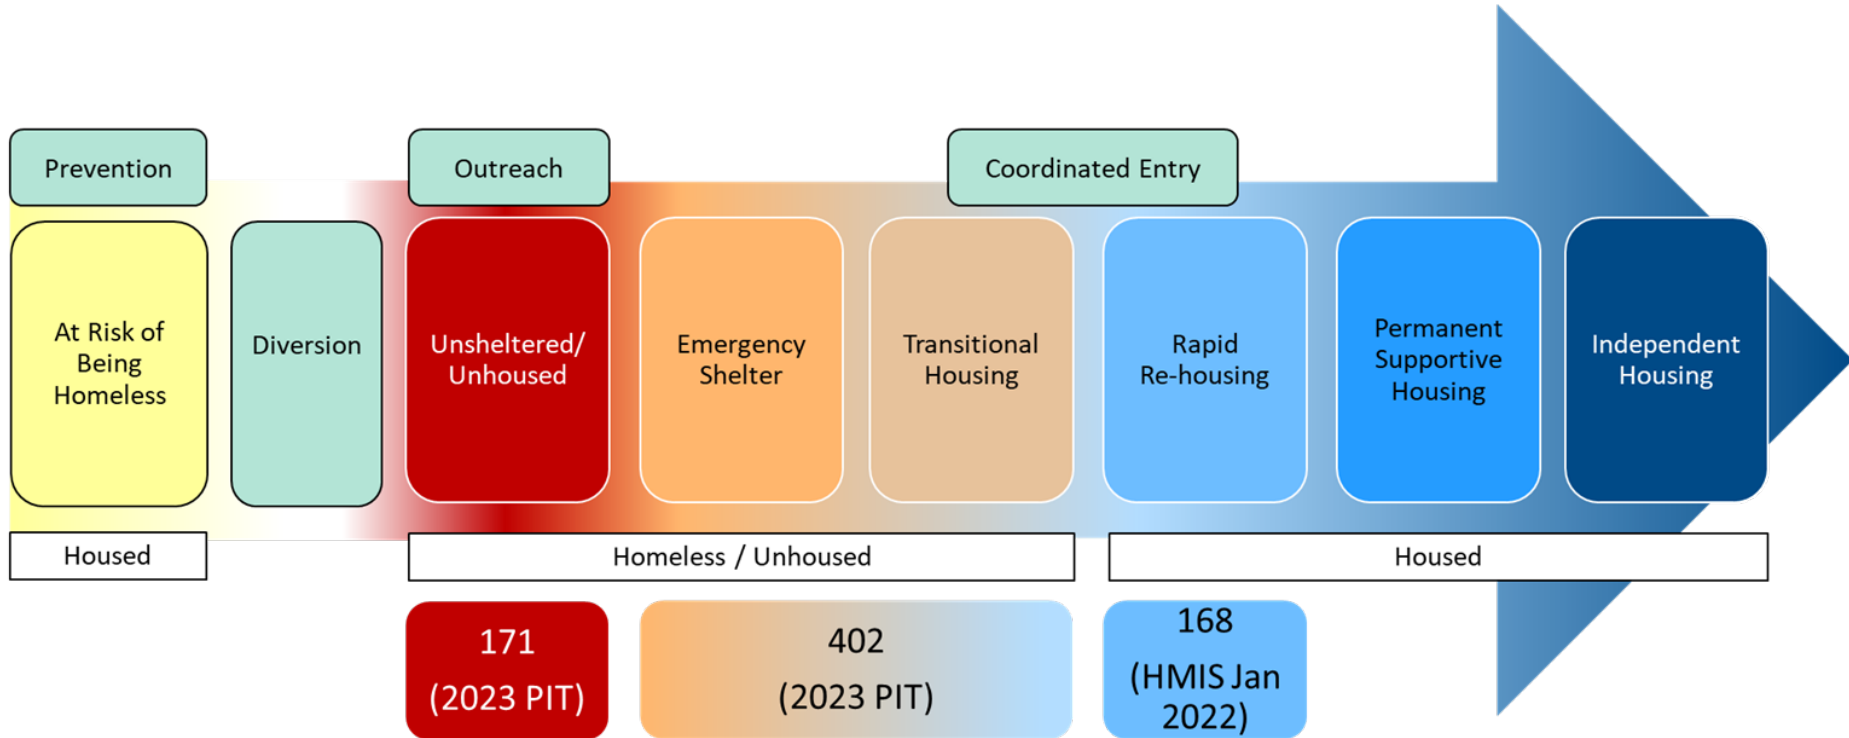 Prevention
Outreach
Coordinated Entry
At Risk of
Being
Homeless
Diversion
Unsheltered/
Unhoused
Emergency
Shelter
Transitional
Housing
Rapid
Re-housing
Permanent
Supportive
Housing
Independent
Housing
Housed
Homeless / Unhoused
Housed
171
(2023 PIT)
402
(2023 PIT)
168
(HMIS Jan
2022)